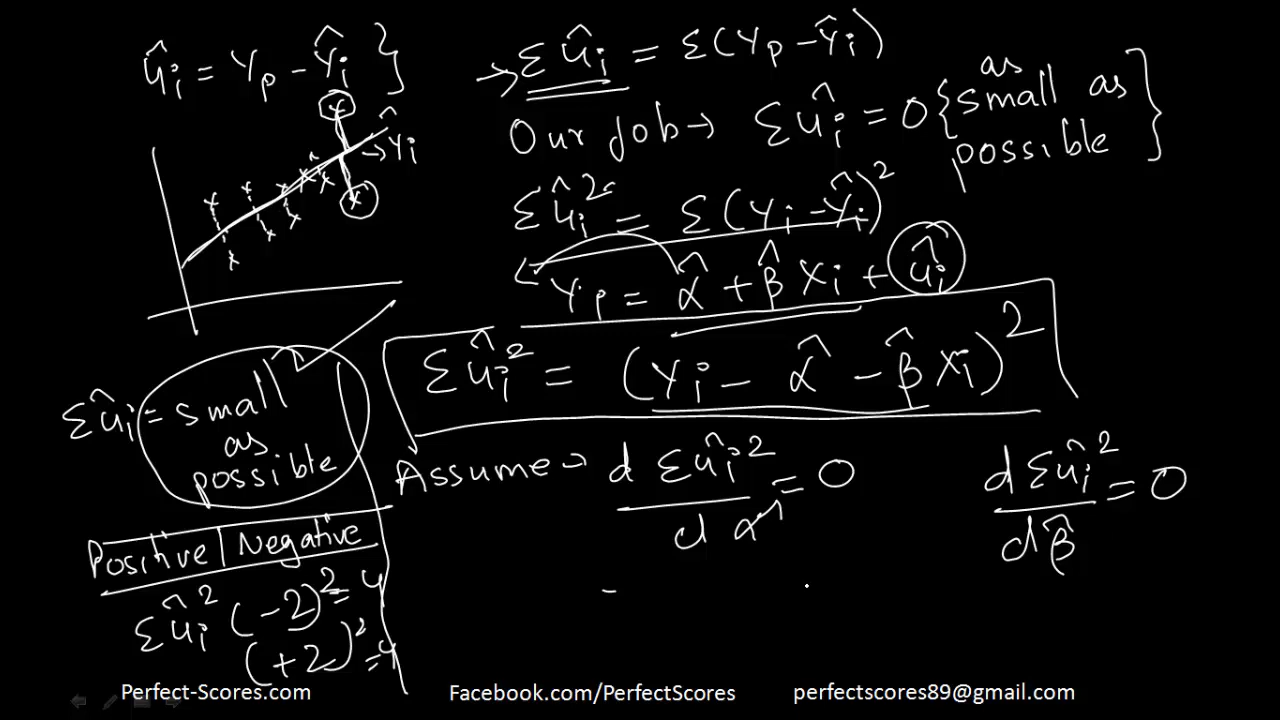 ûi = Yp - Ŷi }
→ Σûi = Σ(Yp - Ŷi)
Our Job → Σûi = 0 { as small as possible }
→ Ŷi
Σûi² = Σ(Yi - Ŷi)²
Yp = α̂ + β̂Xi + ûi
Σûi² = (Yi - α̂ - β̂Xi)²
Σûi = small
as
possible
Assume → dΣûi² / dα̂ = 0 dΣûi² / dβ̂ = 0
Positive | Negative
Σûi² (-2)² = 4
(+2)² = 4
Perfect-Scores.com Facebook.com/PerfectScores perfectscores89@gmail.com